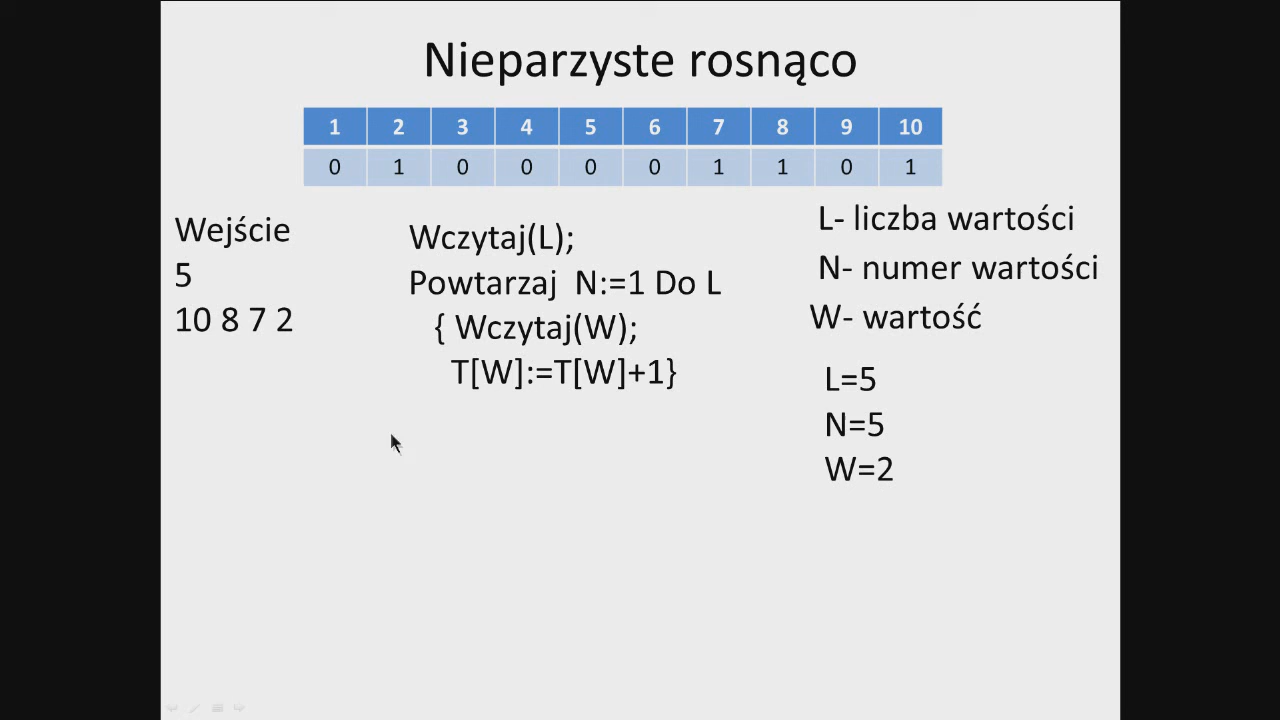 Nieparzyste rosnąco
1 2 3 4 5 6 7 8 9 10
0 1 0 0 0 0 1 1 0 1
Wejście
5
10 8 7 2
Wczytaj(L);
Powtarzaj N:=1 Do L
{ Wczytaj(W);
T[W]:=T[W]+1}
L- liczba wartości
N- numer wartości
W- wartość
L=5
N=5
W=2